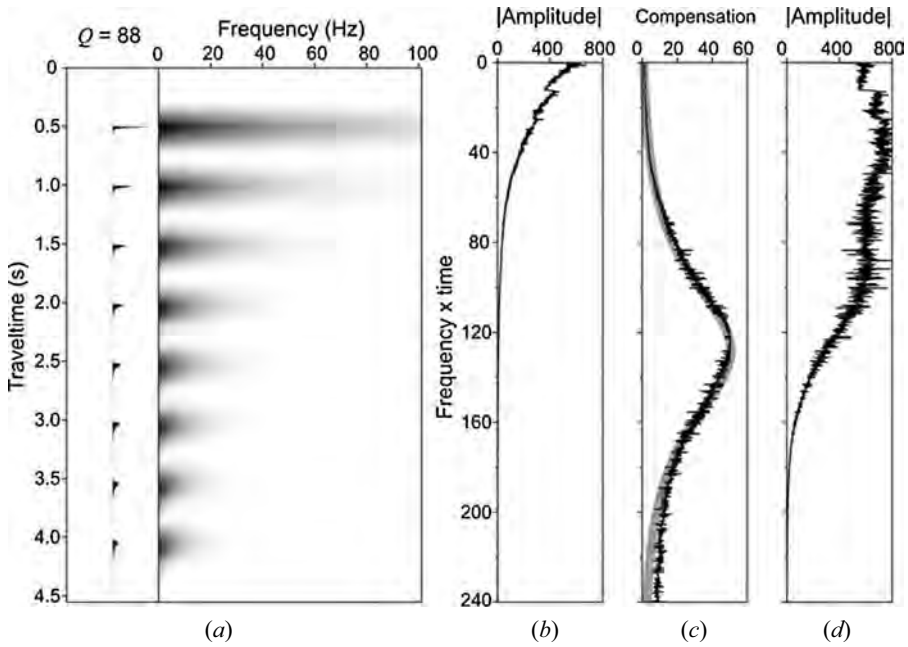 Q = 88
Frequency (Hz)
0 20 40 60 80 100
Traveltime (s)
0
0.5
1.0
1.5
2.0
2.5
3.0
3.5
4.0
4.5
(a)
|Amplitude|
0 400 800
Frequency x time
0
40
80
120
160
200
240
(b)
Compensation
0 20 40 60
(c)
|Amplitude|
0 400 800
(d)